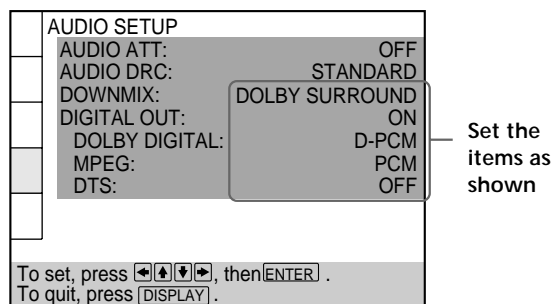 AUDIO SETUP
AUDIO ATT: OFF
AUDIO DRC: STANDARD
DOWNMIX: DOLBY SURROUND
DIGITAL OUT: ON
DOLBY DIGITAL: D-PCM
MPEG: PCM
DTS: OFF
Set the
items as
shown
To set, press ←↑↓→, then ENTER .
To quit, press DISPLAY .